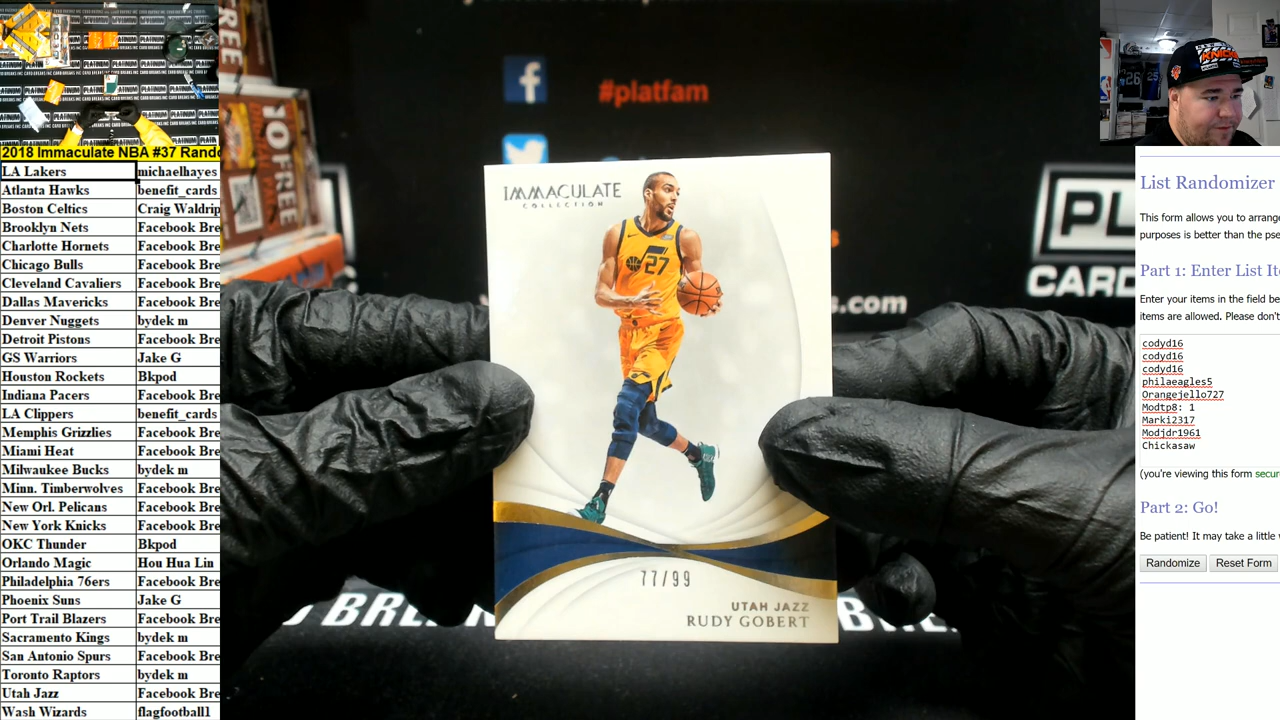 2018 Immaculate NBA #37 Rando
LA Lakers michaelhayes
Atlanta Hawks benefit_cards
Boston Celtics Craig Waldrip
Brooklyn Nets Facebook Bre
Charlotte Hornets Facebook Bre
Chicago Bulls Facebook Bre
Cleveland Cavaliers Facebook Bre
Dallas Mavericks Facebook Bre
Denver Nuggets bydek m
Detroit Pistons Facebook Bre
GS Warriors Jake G
Houston Rockets Bkpod
Indiana Pacers Facebook Bre
LA Clippers benefit_cards
Memphis Grizzlies Facebook Bre
Miami Heat Facebook Bre
Milwaukee Bucks bydek m
Minn. Timberwolves Facebook Bre
New Orl. Pelicans Facebook Bre
New York Knicks Facebook Bre
OKC Thunder Bkpod
Orlando Magic Hou Hua Lin
Philadelphia 76ers Facebook Bre
Phoenix Suns Jake G
Port Trail Blazers Facebook Bre
Sacramento Kings bydek m
San Antonio Spurs Facebook Bre
Toronto Raptors bydek m
Utah Jazz Facebook Bre
Wash Wizards flagfootball1
FREE
10 FREE
#platfam
PL
CARD
s.com
IMMACULATE
COLLECTION
27
77/99
UTAH JAZZ
RUDY GOBERT
List Randomizer
This form allows you to arrange
purposes is better than the pse
Part 1: Enter List It
Enter your items in the field be
items are allowed. Please don't
codyd16
codyd16
codyd16
philaeagles5
Orangejello727
Modtp8: 1
Marki2317
Modjdr1961
Chickasaw
(you're viewing this form secur
Part 2: Go!
Be patient! It may take a little
Randomize Reset Form